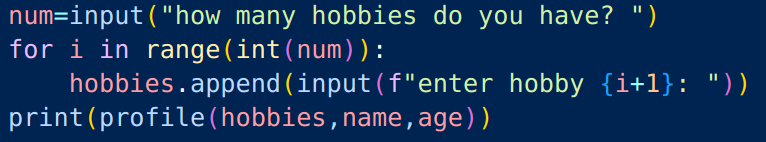 num=input("how many hobbies do you have? ")
for i in range(int(num)):
    hobbies.append(input(f"enter hobby {i+1}: "))
print(profile(hobbies,name,age))